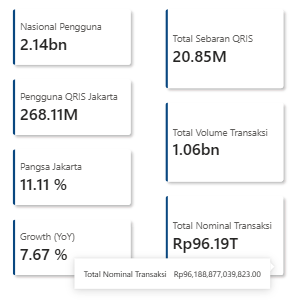 Nasional Pengguna
2.14bn
Pengguna QRIS Jakarta
268.11M
Pangsa Jakarta
11.11 %
Growth (YoY)
7.67 %
Total Sebaran QRIS
20.85M
Total Volume Transaksi
1.06bn
Total Nominal Transaksi
Rp96.19T
Total Nominal Transaksi Rp96,188,877,039,823.00